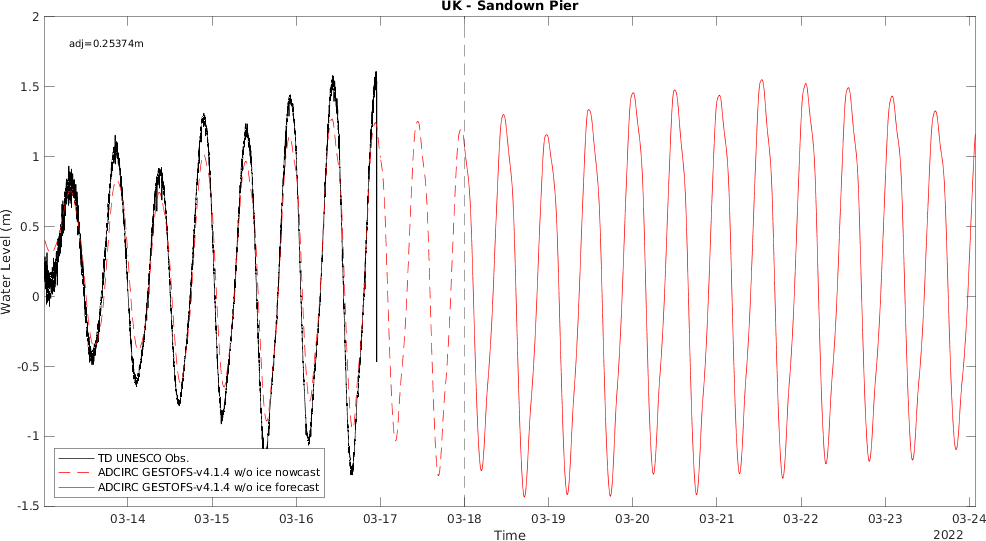 UK - Sandown Pier
adj=0.25374m
2
1.5
1
0.5
0
-0.5
-1
-1.5
Water Level (m)
TD UNESCO Obs.
ADCIRC GESTOFS-v4.1.4 w/o ice nowcast
ADCIRC GESTOFS-v4.1.4 w/o ice forecast
03-14 03-15 03-16 03-17 03-18 03-19 03-20 03-21 03-22 03-23 03-24
Time
2022